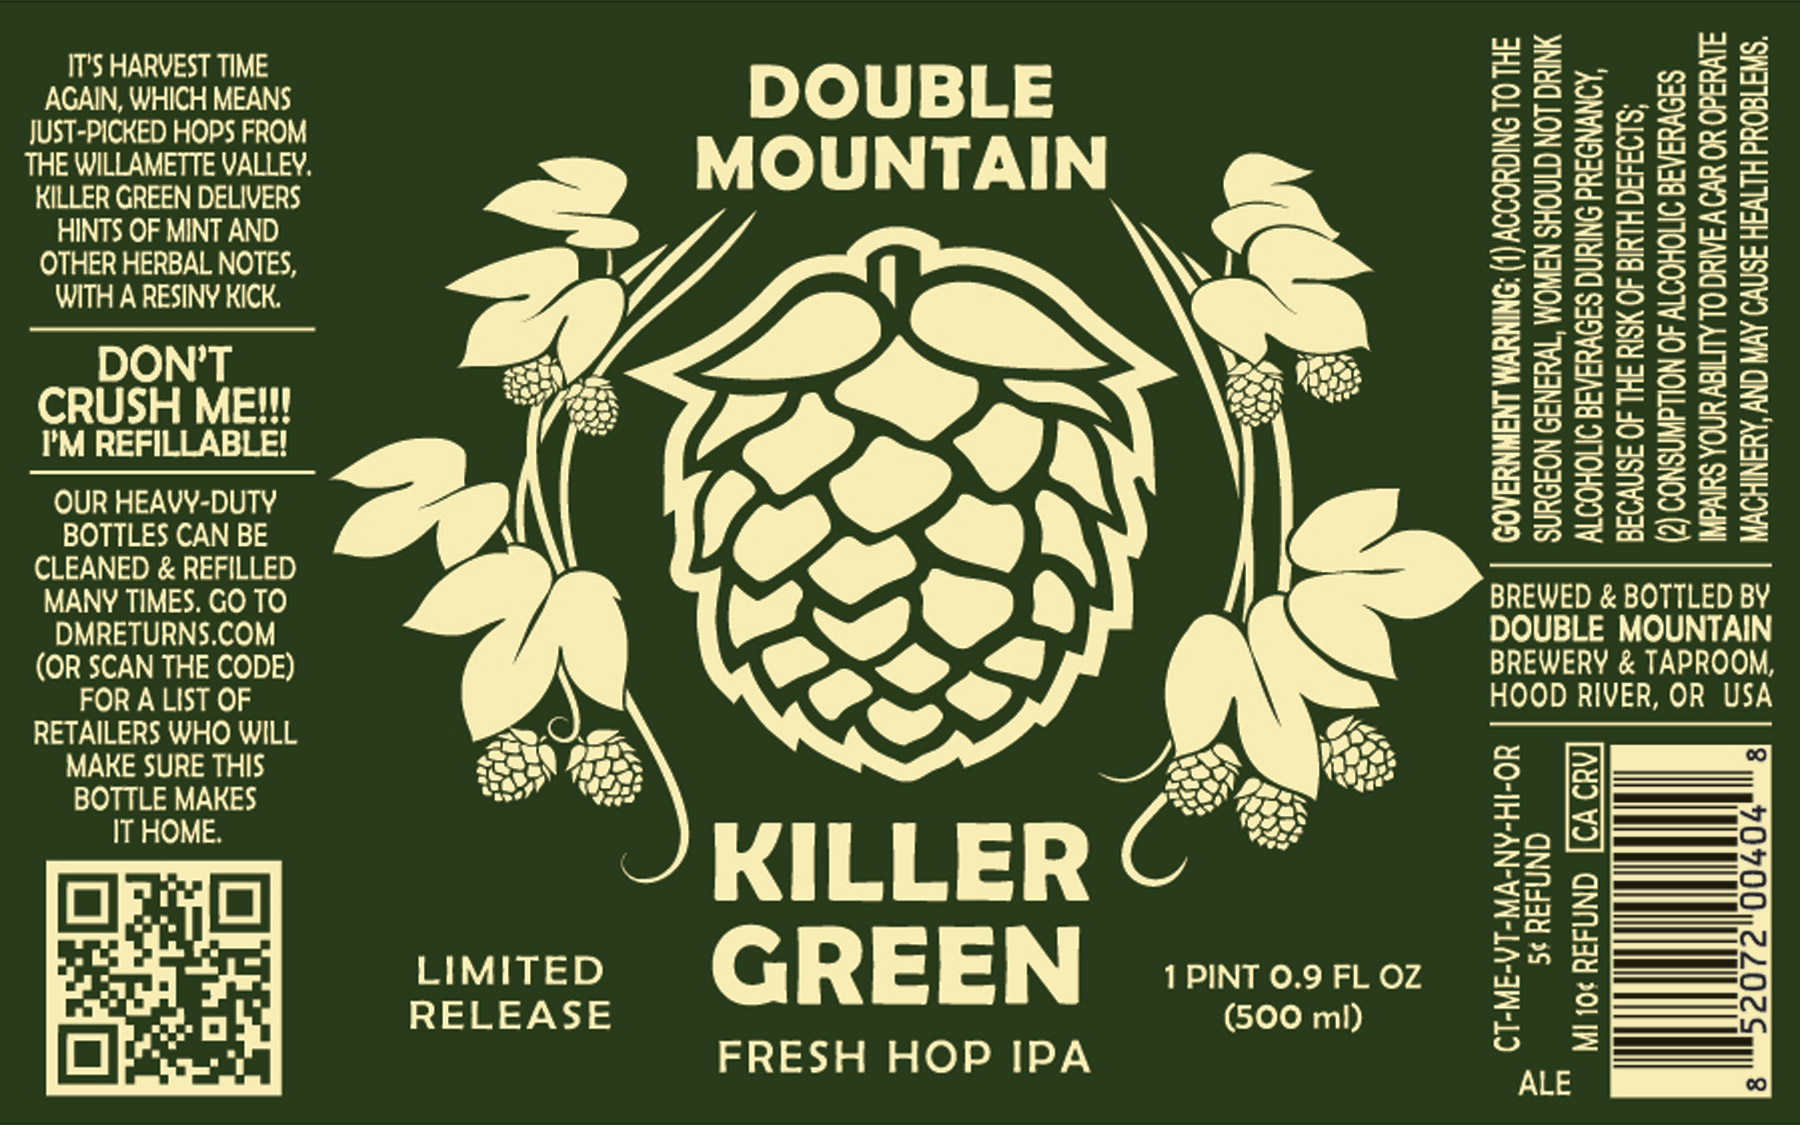 IT'S HARVEST TIME
AGAIN, WHICH MEANS
JUST-PICKED HOPS FROM
THE WILLAMETTE VALLEY.
KILLER GREEN DELIVERS
HINTS OF MINT AND
OTHER HERBAL NOTES,
WITH A RESINY KICK.
DON'T
CRUSH ME!!!
I'M REFILLABLE!
OUR HEAVY-DUTY
BOTTLES CAN BE
CLEANED & REFILLED
MANY TIMES. GO TO
DMRETURNS.COM
(OR SCAN THE CODE)
FOR A LIST OF
RETAILERS WHO WILL
MAKE SURE THIS
BOTTLE MAKES
IT HOME.
DOUBLE
MOUNTAIN
KILLER
GREEN
FRESH HOP IPA
LIMITED
RELEASE
1 PINT 0.9 FL OZ
(500 ml)
GOVERNMENT WARNING: (1) ACCORDING TO THE
SURGEON GENERAL, WOMEN SHOULD NOT DRINK
ALCOHOLIC BEVERAGES DURING PREGNANCY,
BECAUSE OF THE RISK OF BIRTH DEFECTS;
(2) CONSUMPTION OF ALCOHOLIC BEVERAGES
IMPAIRS YOUR ABILITY TO DRIVE A CAR OR OPERATE
MACHINERY, AND MAY CAUSE HEALTH PROBLEMS.
BREWED & BOTTLED BY
DOUBLE MOUNTAIN
BREWERY & TAPROOM,
HOOD RIVER, OR USA
CT-ME-VT-MA-NY-HI-OR
5¢ REFUND
MI 10¢ REFUND CA CRV
ALE
8 52072 00404 8